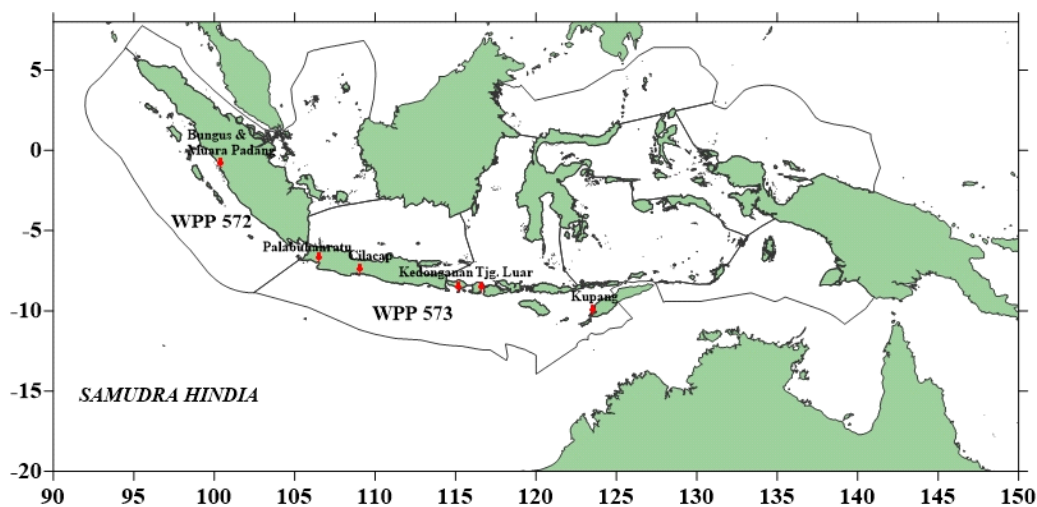 5
0
-5
-10
-15
-20
Bungus &
Muara Padang
WPP 572
Palabuhanratu
Cilacap
Kedonganan Tjg. Luar
Kupang
WPP 573
SAMUDRA HINDIA
90 95 100 105 110 115 120 125 130 135 140 145 150